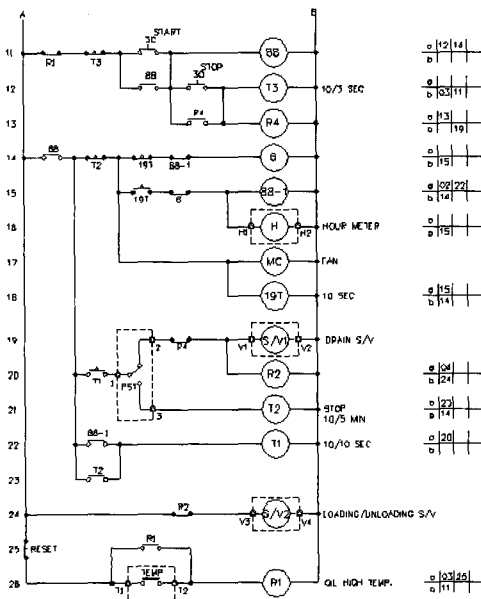 A B
START
11 R1 T3 3C 88 a 12 14
b
STOP
12 88 3C T3 10/5 SEC a
b 03 11
13 R4 R4 a 13
b 19
14 88 T2 19T 88-1 6 a
b 15
15 19T 6 88-1 a 02 22
b 14
16 H1 H H2 HOUR METER a 15
b
17 MC FAN
18 19T 10 SEC a 15
b 14
19 2 R4 V1 S/V1 V2 DRAIN S/V
20 T1 1 PS1 R2 a 04
b 24
21 3 T2 STOP a 23
10/5 MIN b 14
22 88-1 T1 10/10 SEC a 20
b
23 T2
24 R2 V3 S/V2 V4 LOADING/UNLOADING S/V
25 RESET R1
26 T1 TEMP T2 R1 OIL HIGH TEMP. a 03 25
b 11